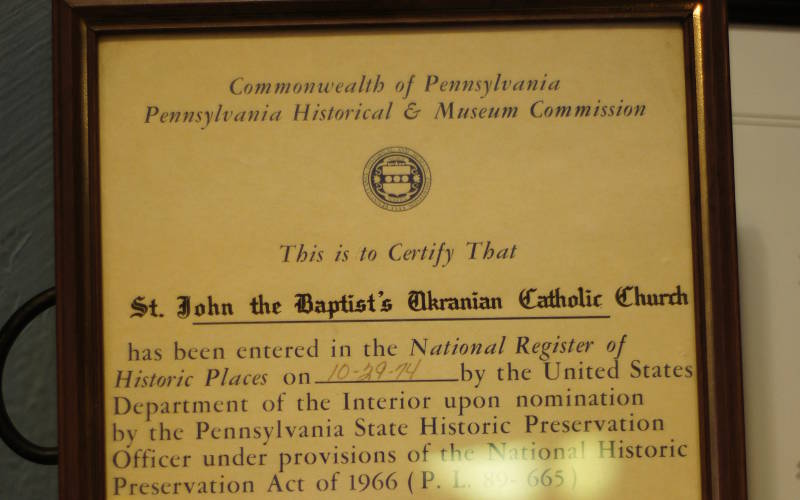 Commonwealth of Pennsylvania
Pennsylvania Historical & Museum Commission
This is to Certify That
St. John the Baptist's Ukranian Catholic Church
has been entered in the National Register of
Historic Places on 10-29-74 by the United States
Department of the Interior upon nomination
by the Pennsylvania State Historic Preservation
Officer under provisions of the National Historic
Preservation Act of 1966 (P. L. 89-665)